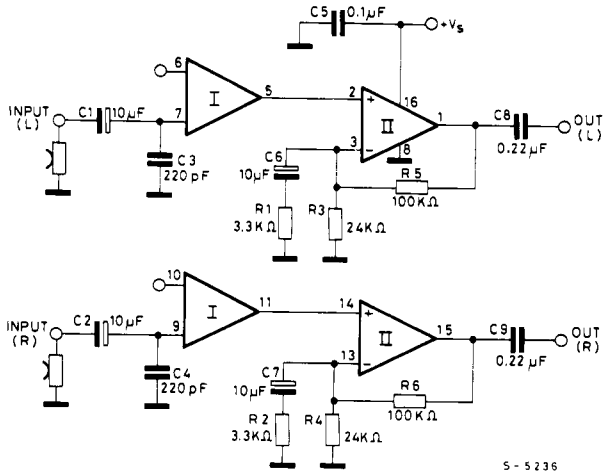 C5 0.1µF
+Vs
6
I
5
2
+
16
II
1
C8
0.22µF
OUT
(L)
INPUT
(L)
C1 10µF
7
C3
220pF
3
−
8
C6
10µF
R1
3.3KΩ
R3
24KΩ
R5
100KΩ
10
I
11
14
+
II
15
C9
0.22µF
OUT
(R)
INPUT
(R)
C2 10µF
9
C4
220pF
13
−
C7
10µF
R2
3.3KΩ
R4
24KΩ
R6
100KΩ
S-5236